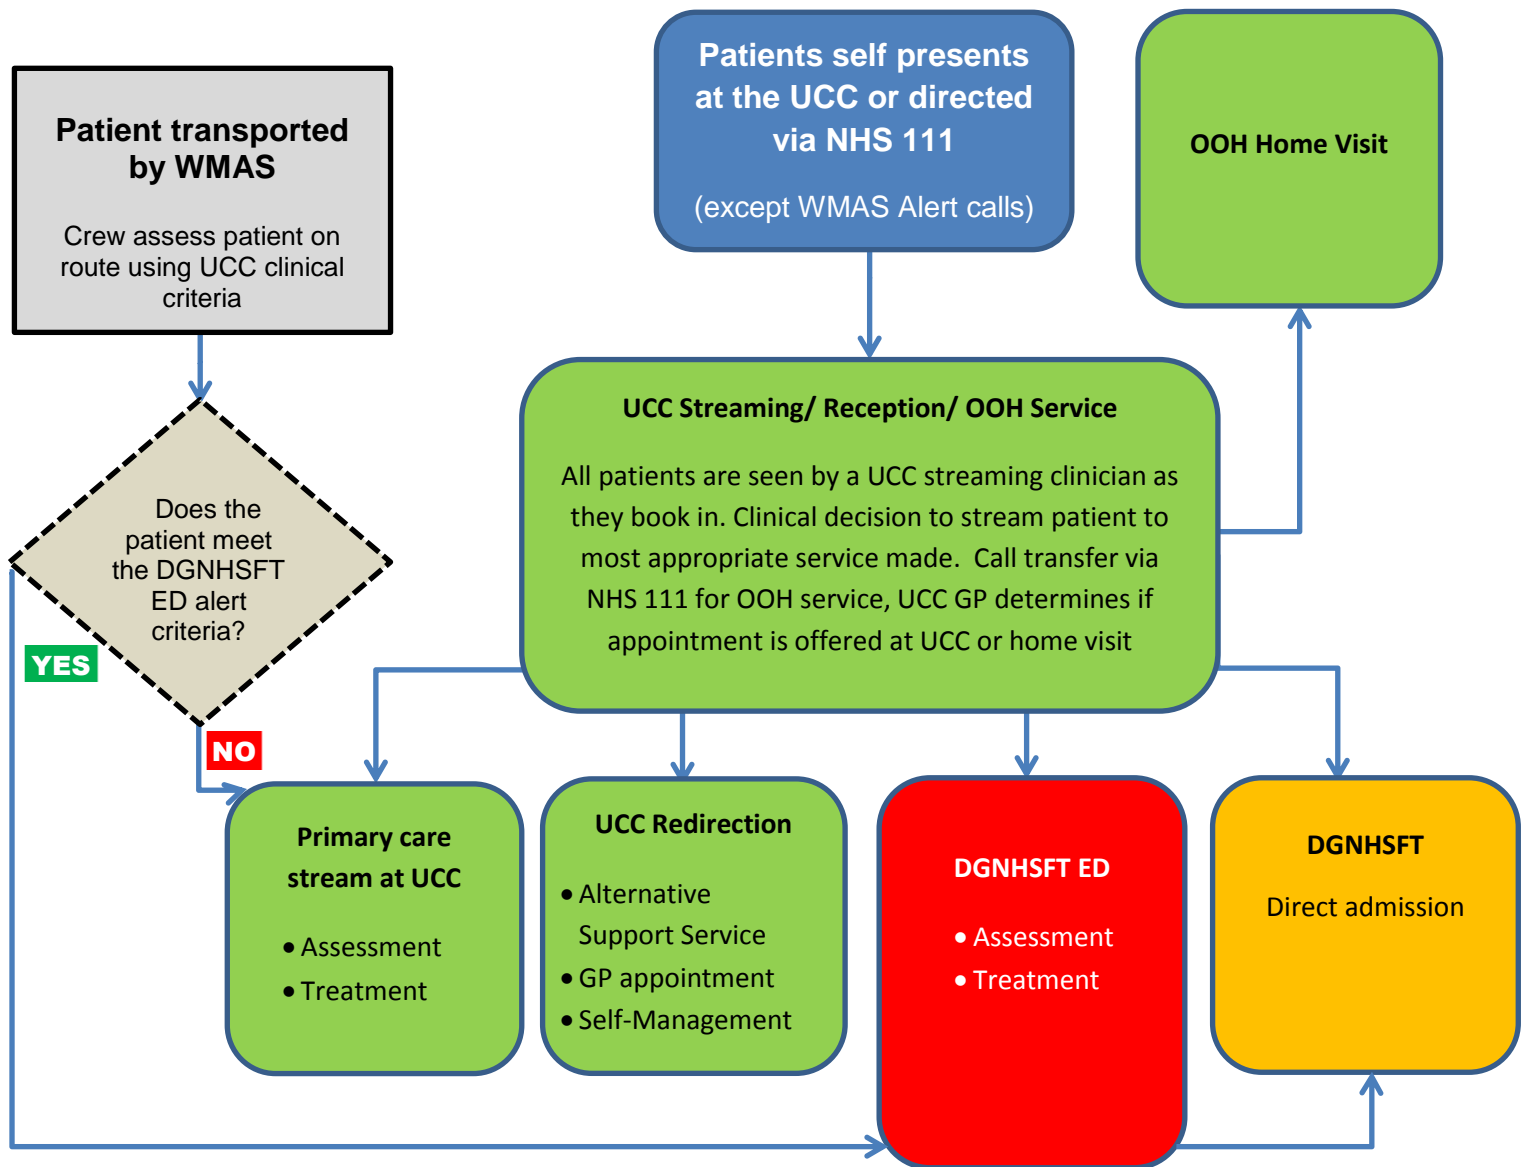 Patient transported
by WMAS
Crew assess patient on
route using UCC clinical
criteria
Patients self presents
at the UCC or directed
via NHS 111
(except WMAS Alert calls)
OOH Home Visit
UCC Streaming/ Reception/ OOH Service
All patients are seen by a UCC streaming clinician as
they book in. Clinical decision to stream patient to
most appropriate service made.  Call transfer via
NHS 111 for OOH service, UCC GP determines if
appointment is offered at UCC or home visit
Does the
patient meet
the DGNHSFT
ED alert
criteria?
YES
NO
Primary care
stream at UCC
• Assessment
• Treatment
UCC Redirection
• Alternative
Support Service
• GP appointment
• Self-Management
DGNHSFT ED
• Assessment
• Treatment
DGNHSFT
Direct admission